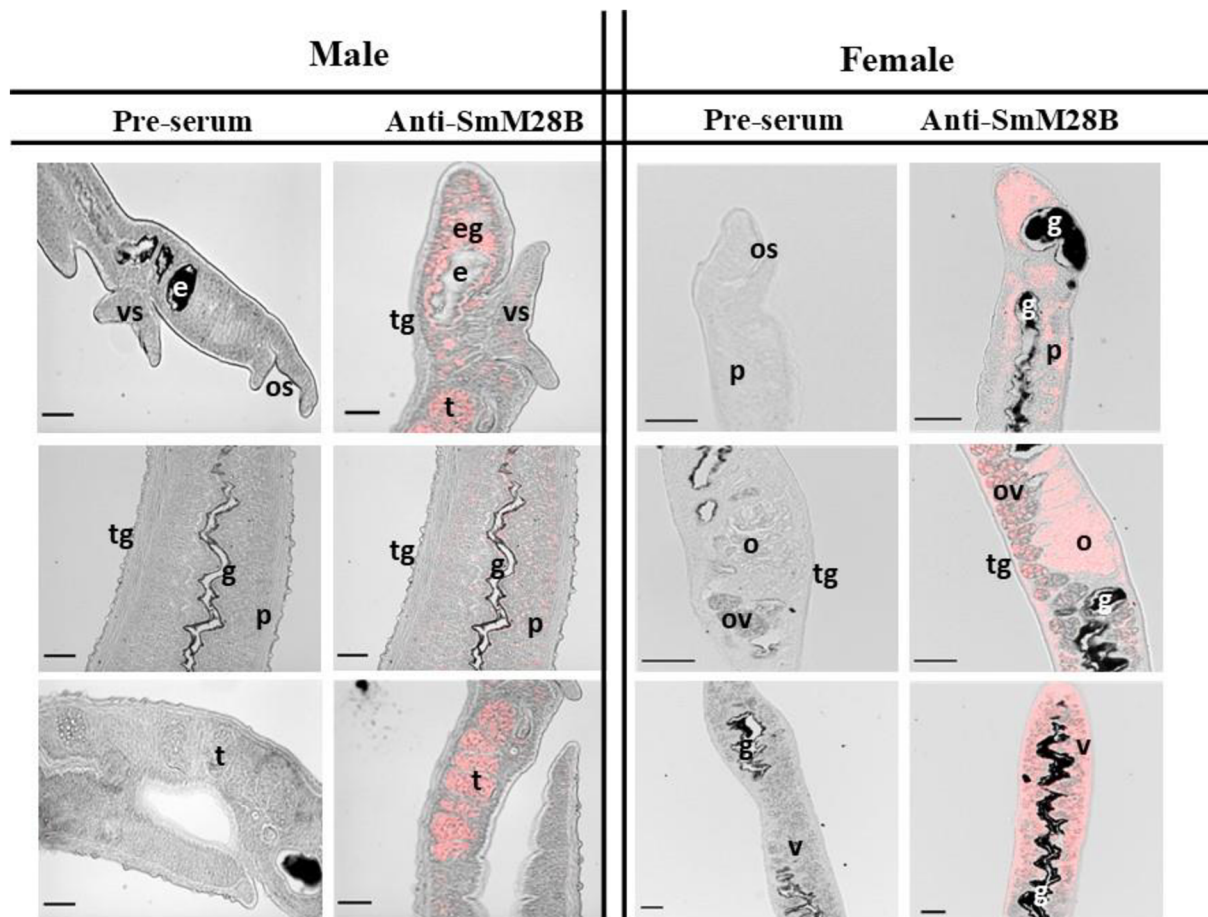 Male
Female
Pre-serum
Anti-SmM28B
Pre-serum
Anti-SmM28B
e
vs
os
eg
e
tg
vs
t
os
p
g
g
p
tg
g
p
tg
g
p
o
tg
ov
ov
o
tg
g
t
t
g
v
v
g